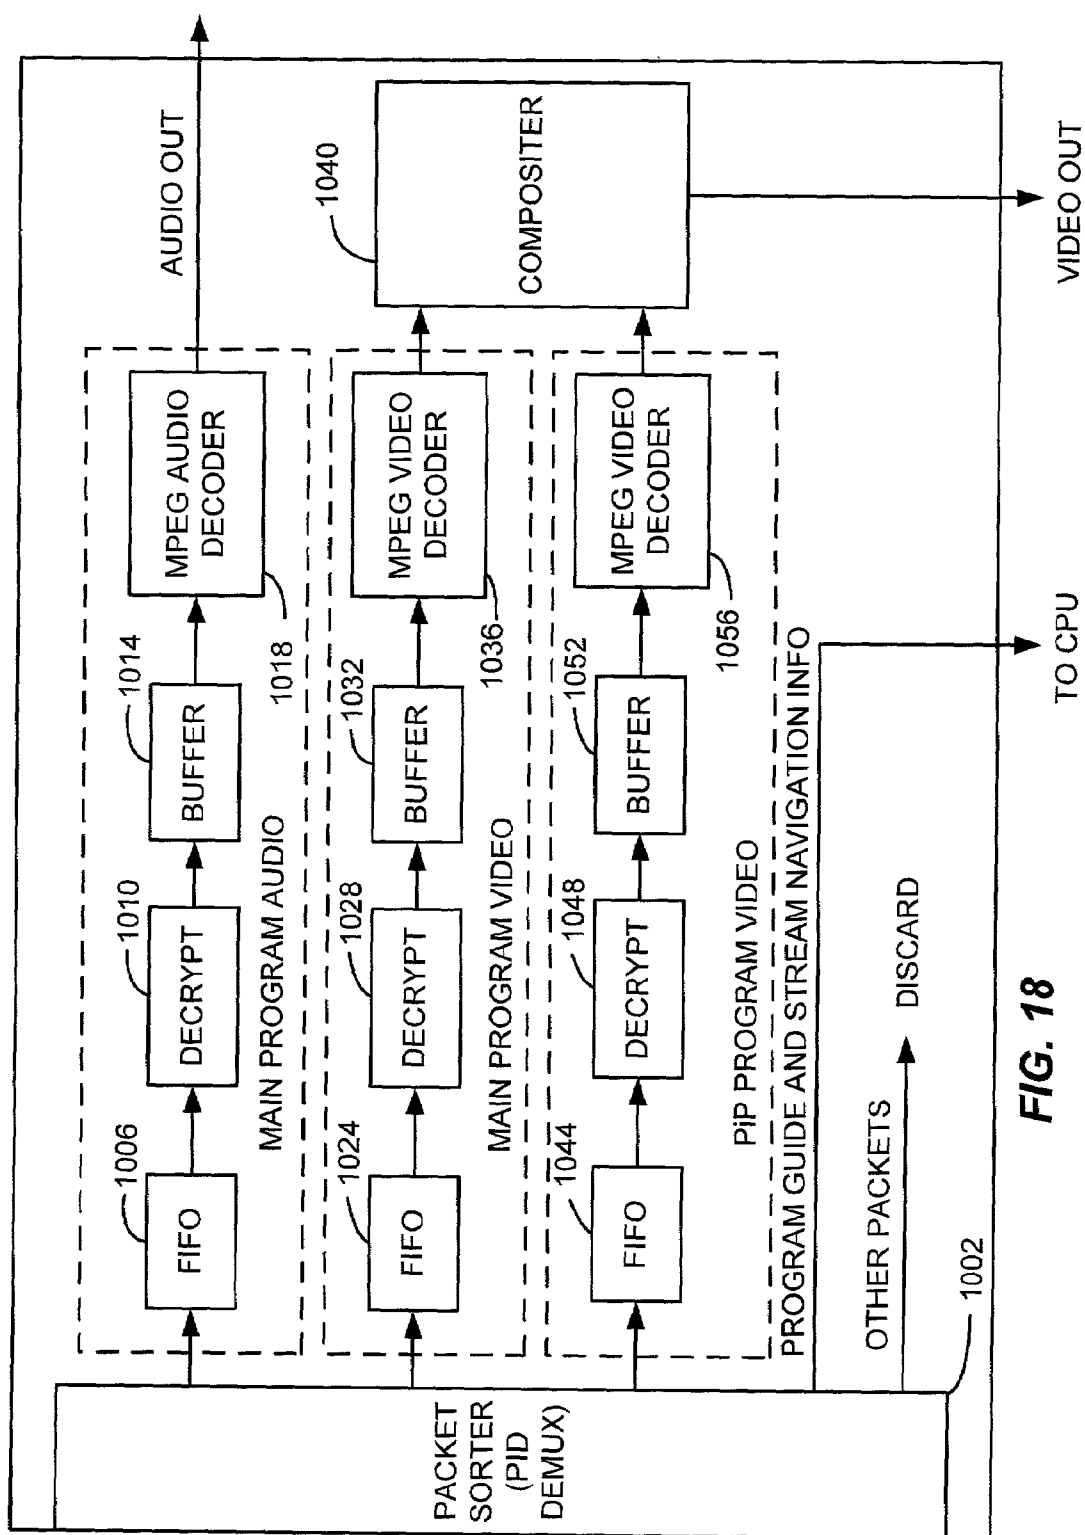 PACKET
SORTER
(PID
DEMUX)
1002
FIFO
1006
DECRYPT
1010
BUFFER
1014
MPEG AUDIO
DECODER
1018
MAIN PROGRAM AUDIO
AUDIO OUT
FIFO
1024
DECRYPT
1028
BUFFER
1032
MPEG VIDEO
DECODER
1036
MAIN PROGRAM VIDEO
COMPOSITER
1040
FIFO
1044
DECRYPT
1048
BUFFER
1052
MPEG VIDEO
DECODER
1056
PiP PROGRAM VIDEO
PROGRAM GUIDE AND STREAM NAVIGATION INFO
OTHER PACKETS
DISCARD
TO CPU
VIDEO OUT
FIG. 18